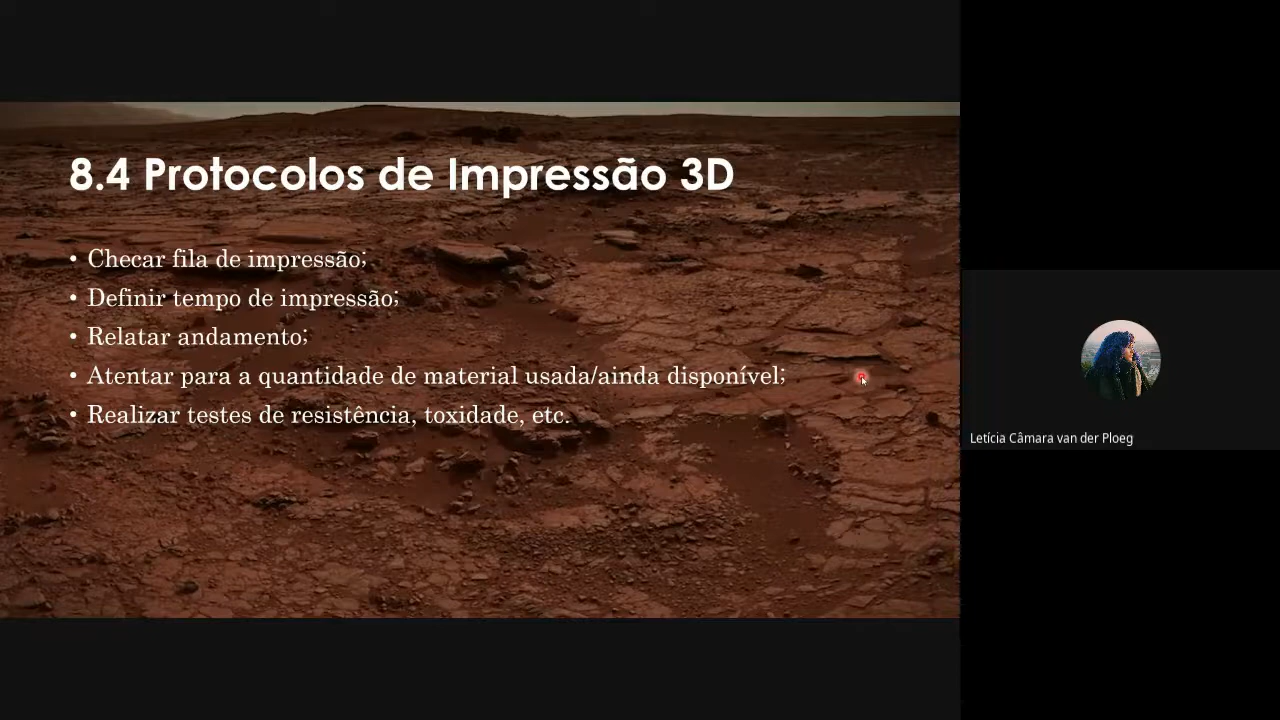 8.4 Protocolos de Impressão 3D
• Checar fila de impressão;
• Definir tempo de impressão;
• Relatar andamento;
• Atentar para a quantidade de material usada/ainda disponível;
• Realizar testes de resistência, toxidade, etc.
Letícia Câmara van der Ploeg